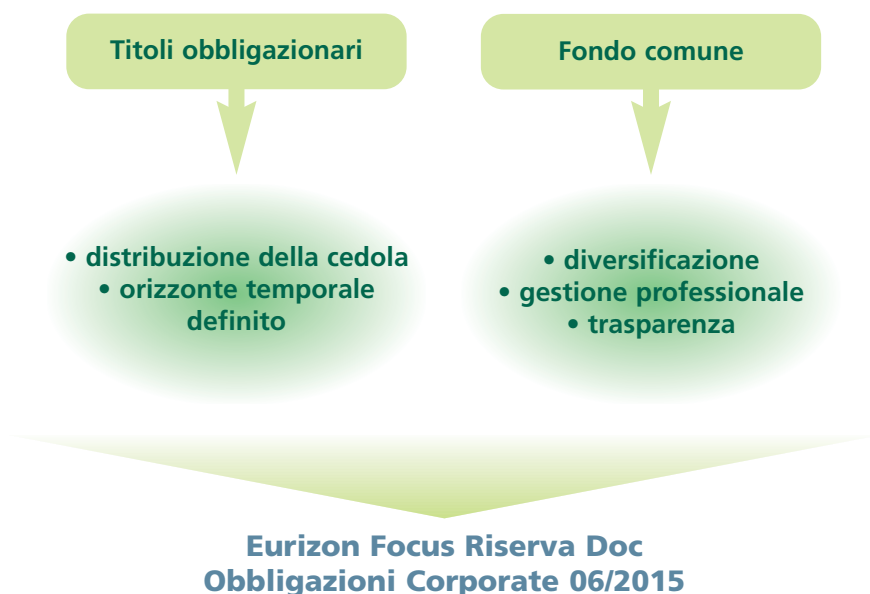 Titoli obbligazionari
Fondo comune
• distribuzione della cedola
• orizzonte temporale
definito
• diversificazione
• gestione professionale
• trasparenza
Eurizon Focus Riserva Doc
Obbligazioni Corporate 06/2015